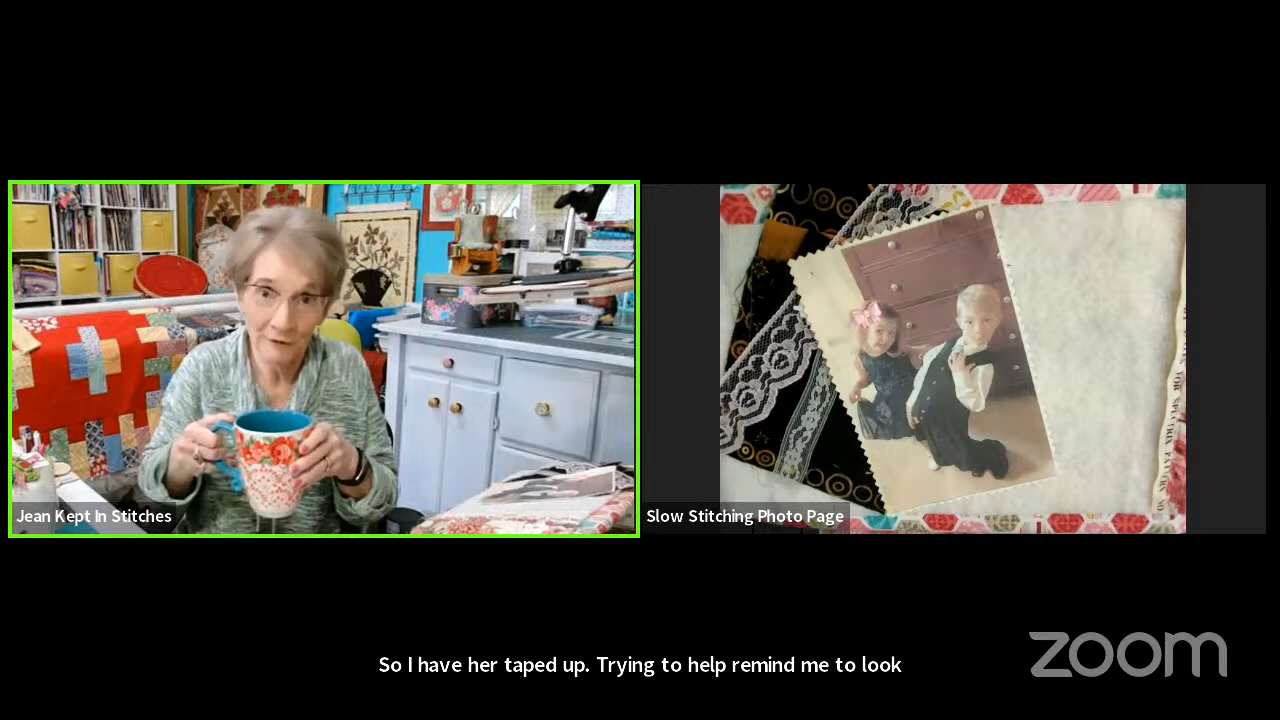 Jean Kept In Stitches
Slow Stitching Photo Page
So I have her taped up. Trying to help remind me to look
zoom